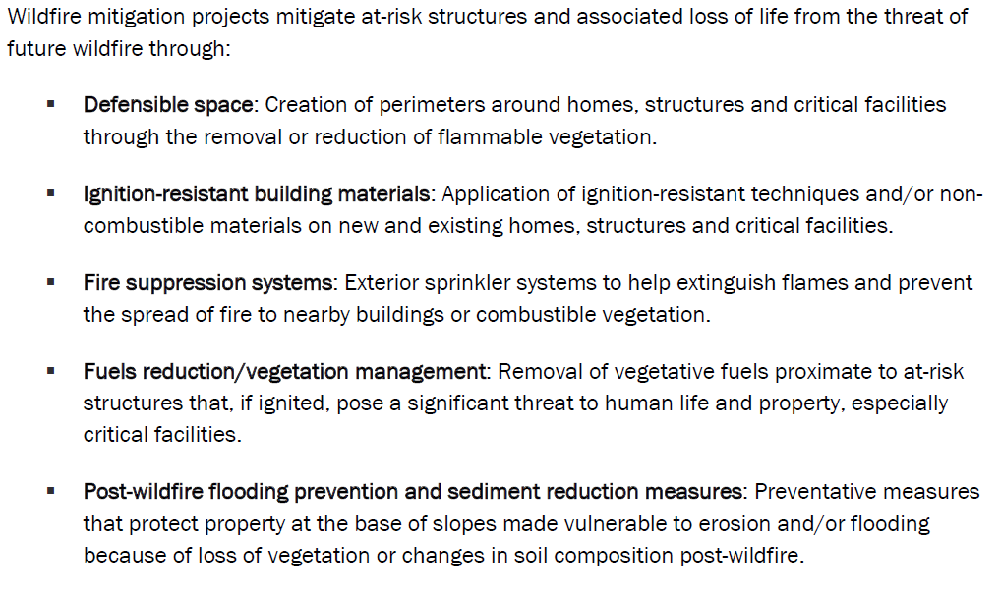 Wildfire mitigation projects mitigate at-risk structures and associated loss of life from the threat of
future wildfire through:
▪ Defensible space: Creation of perimeters around homes, structures and critical facilities
through the removal or reduction of flammable vegetation.
▪ Ignition-resistant building materials: Application of ignition-resistant techniques and/or non-
combustible materials on new and existing homes, structures and critical facilities.
▪ Fire suppression systems: Exterior sprinkler systems to help extinguish flames and prevent
the spread of fire to nearby buildings or combustible vegetation.
▪ Fuels reduction/vegetation management: Removal of vegetative fuels proximate to at-risk
structures that, if ignited, pose a significant threat to human life and property, especially
critical facilities.
▪ Post-wildfire flooding prevention and sediment reduction measures: Preventative measures
that protect property at the base of slopes made vulnerable to erosion and/or flooding
because of loss of vegetation or changes in soil composition post-wildfire.